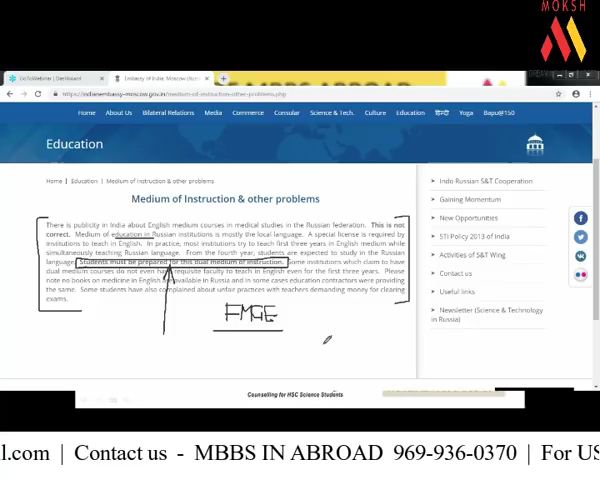 MOKSH
GoToWebinar | Dashboard
Embassy of India, Moscow (Rus
OF MBBS ABROAD
https://indianembassy-moscow.gov.in/medium-of-instruction-other-problems.php
Home About Us Bilateral Relations Media Commerce Consular Science & Tech. Culture Education हिन्दी Yoga Bapu@150
Education
Home | Education | Medium of Instruction & other problems
Medium of Instruction & other problems
There is publicity in India about English medium courses in medical studies in the Russian federation. This is not
correct. Medium of education in Russian institutions is mostly the local language. A special license is required by
institutions to teach in English. In practice, most institutions try to teach first three years in English medium while
simultaneously teaching Russian language. From the fourth year, students are expected to study in the Russian
language. Students must be prepared for this dual medium of instruction. Some institutions which claim to have
dual medium courses do not even have requisite faculty to teach in English even for the first three years. Please
note no books on medicine in English are available in Russia and in some cases education contractors were providing
the same. Some students have also complained about unfair practices with teachers demanding money for clearing
exams.
FMGE
Indo Russian S&T Cooperation
Gaining Momentum
New Opportunities
STI Policy 2013 of India
Activities of S&T Wing
Contact us
Useful links
Newsletter (Science & Technology
in Russia)
Counselling for HSC Science Students
il.com | Contact us - MBBS IN ABROAD 969-936-0370 | For US